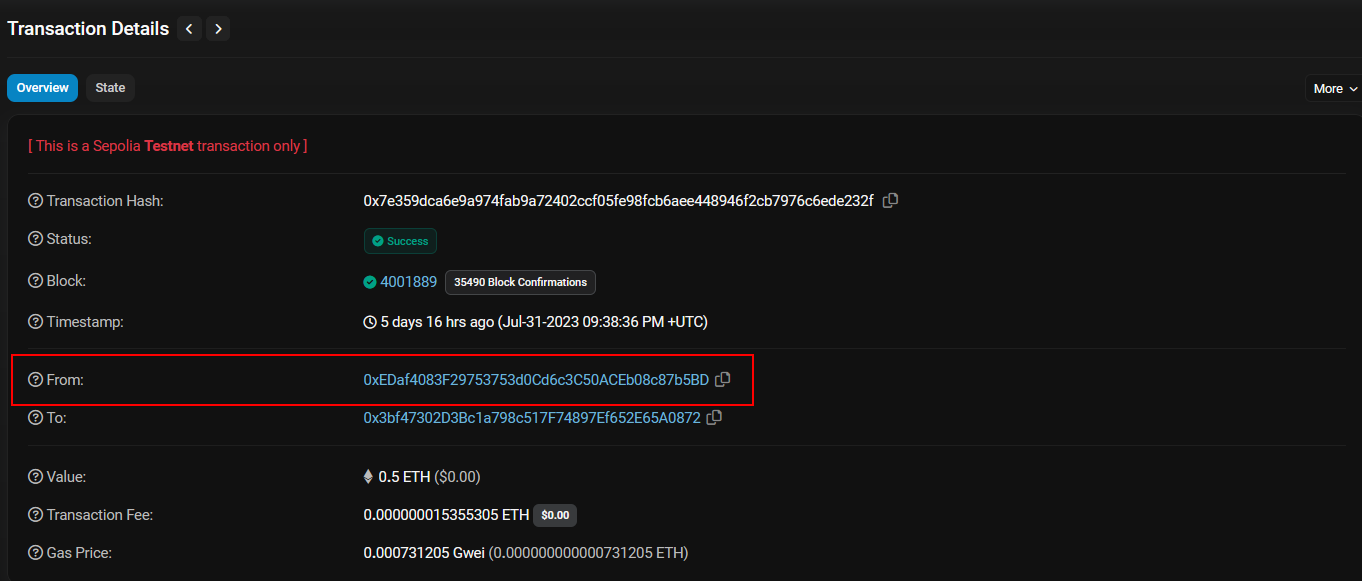 Transaction Details
Overview State More
[ This is a Sepolia Testnet transaction only ]
Transaction Hash: 0x7e359dca6e9a974fab9a72402ccf05fe98fcb6aee448946f2cb7976c6ede232f
Status: Success
Block: 4001889 35490 Block Confirmations
Timestamp: 5 days 16 hrs ago (Jul-31-2023 09:38:36 PM +UTC)
From: 0xEDaf4083F29753753d0Cd6c3C50ACEb08c87b5BD
To: 0x3bf47302D3Bc1a798c517F74897Ef652E65A0872
Value: 0.5 ETH ($0.00)
Transaction Fee: 0.000000015355305 ETH $0.00
Gas Price: 0.000731205 Gwei (0.000000000000731205 ETH)